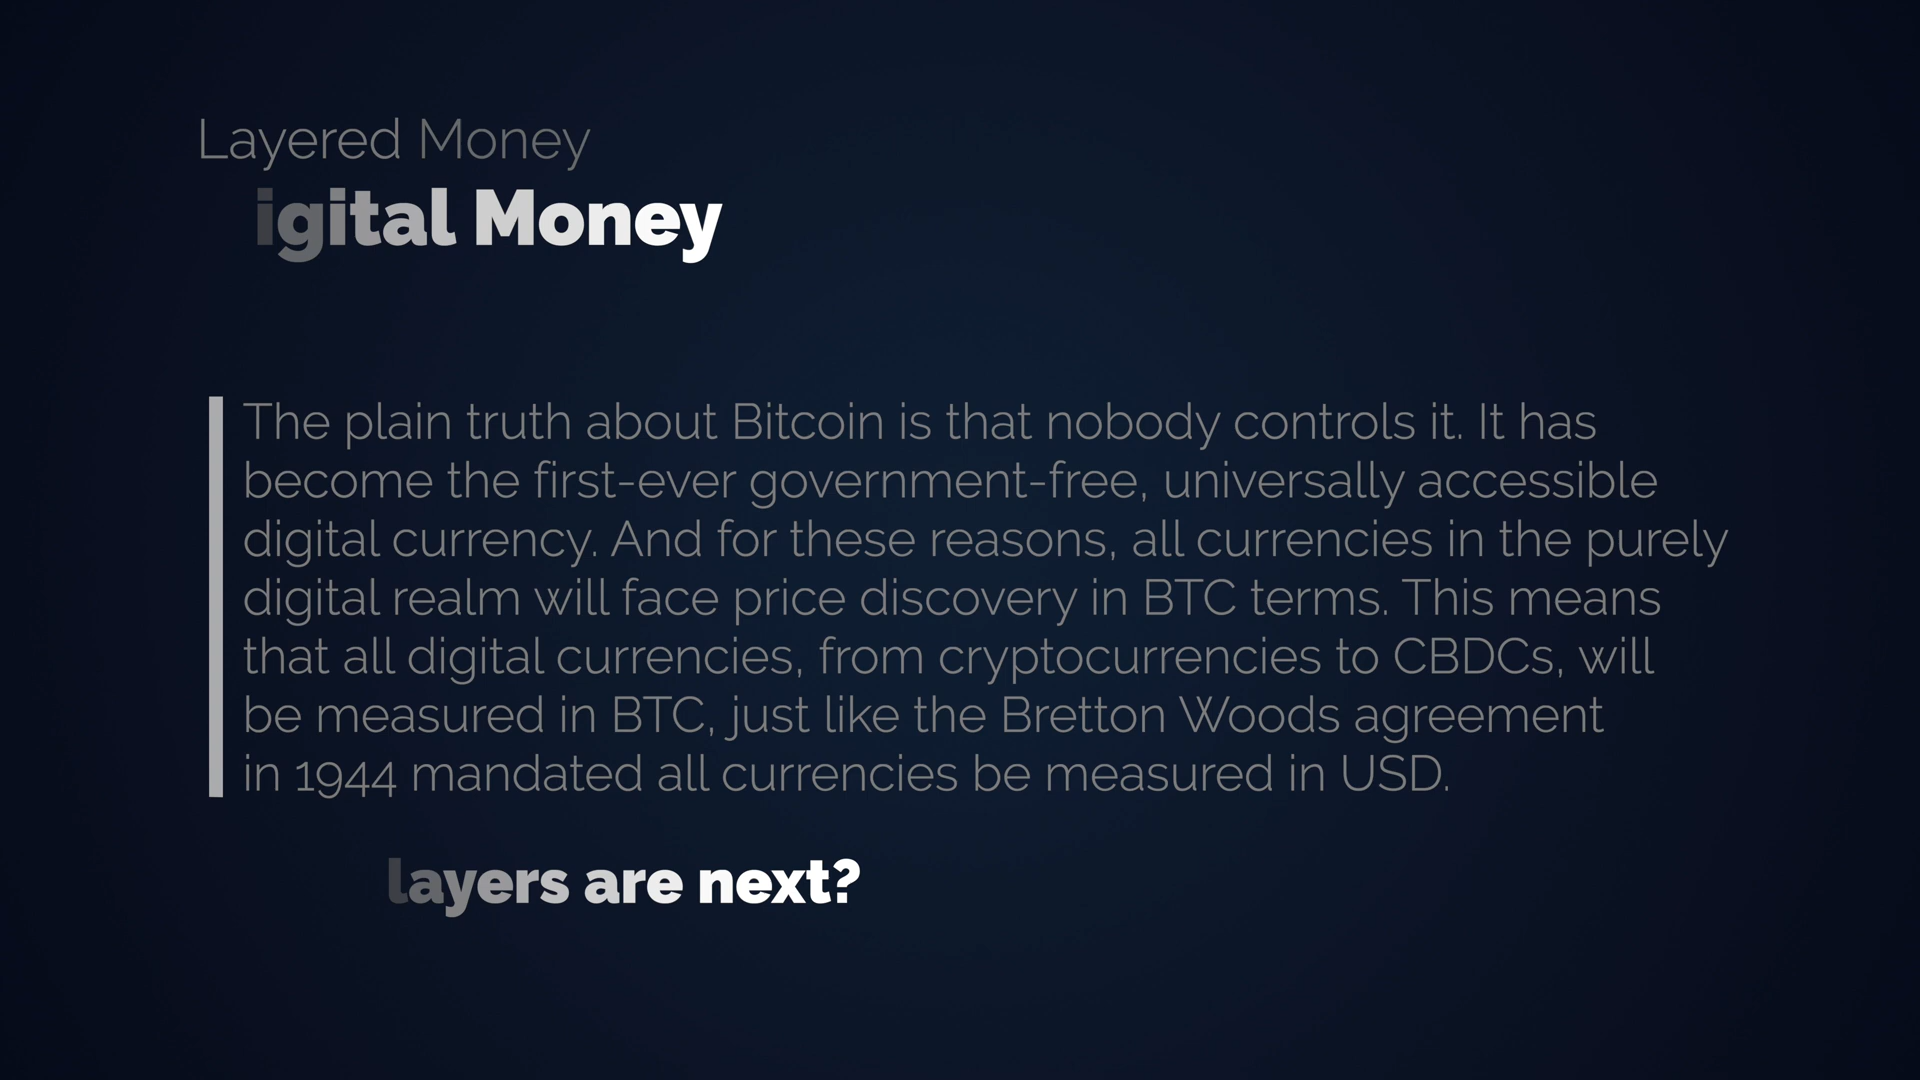 Layered Money
igital Money
The plain truth about Bitcoin is that nobody controls it. It has
become the first-ever government-free, universally accessible
digital currency. And for these reasons, all currencies in the purely
digital realm will face price discovery in BTC terms. This means
that all digital currencies, from cryptocurrencies to CBDCs, will
be measured in BTC, just like the Bretton Woods agreement
in 1944 mandated all currencies be measured in USD.
layers are next?